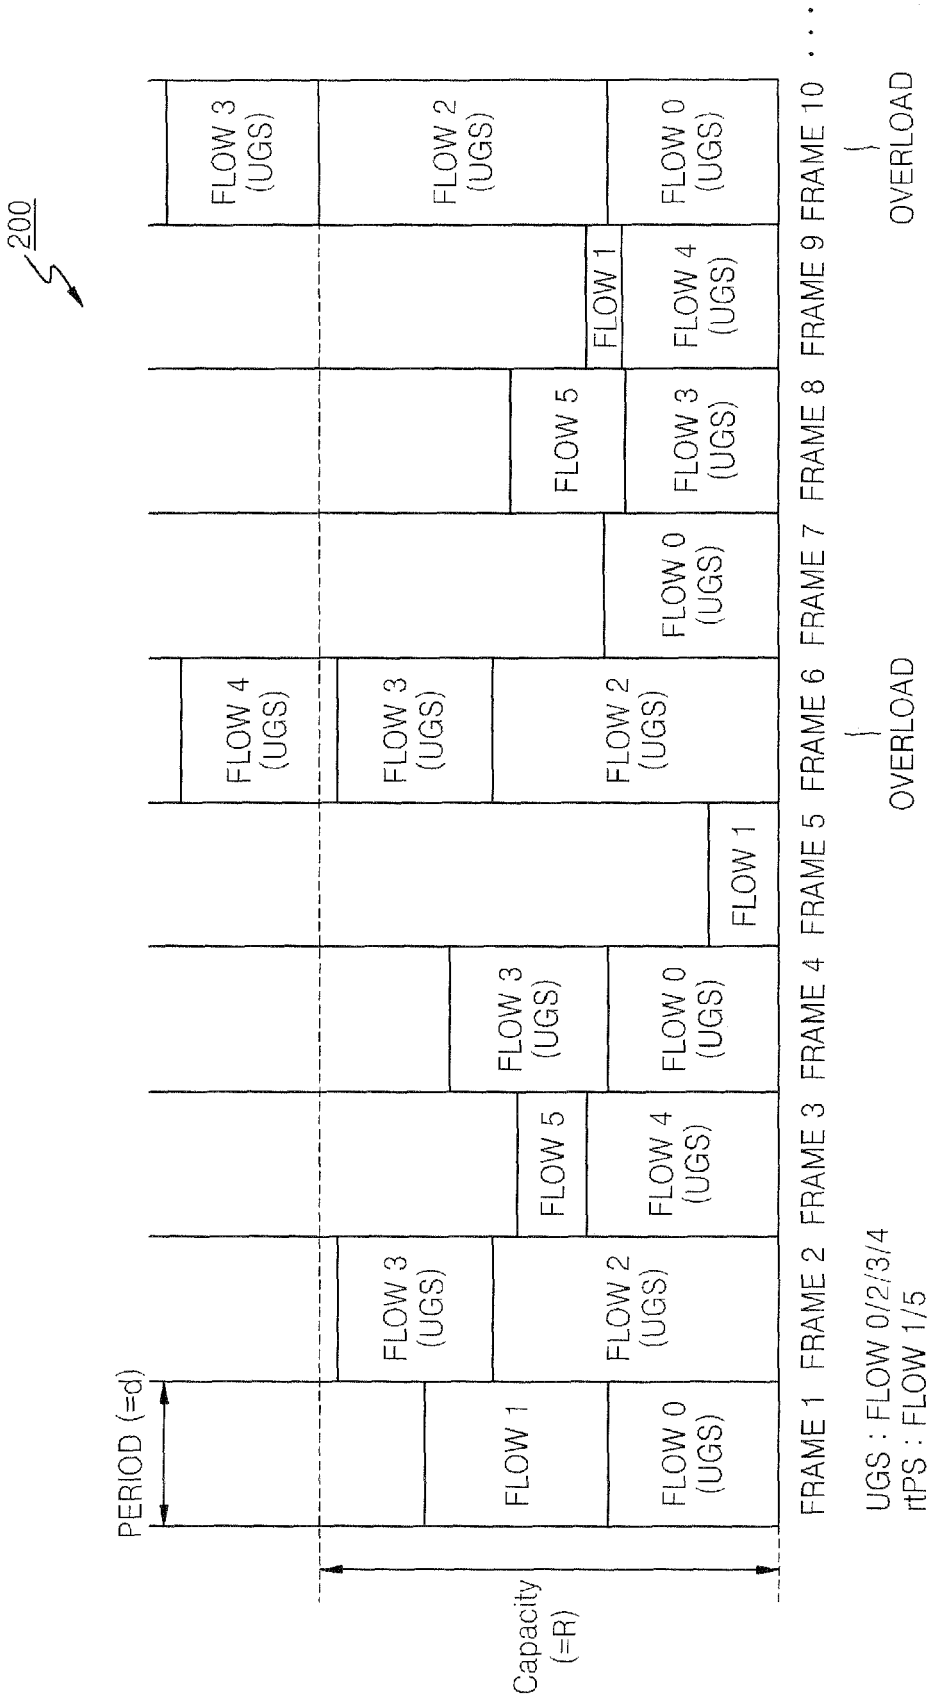 200
PERIOD (=d)
Capacity
(=R)
FLOW 1
FLOW 0
(UGS)
FLOW 3
(UGS)
FLOW 2
(UGS)
FLOW 5
FLOW 4
(UGS)
FLOW 3
(UGS)
FLOW 0
(UGS)
FLOW 1
FLOW 4
(UGS)
FLOW 3
(UGS)
FLOW 2
(UGS)
FLOW 0
(UGS)
FLOW 5
FLOW 3
(UGS)
FLOW 1
FLOW 4
(UGS)
FLOW 3
(UGS)
FLOW 2
(UGS)
FLOW 0
(UGS)
FRAME 1 FRAME 2 FRAME 3 FRAME 4 FRAME 5 FRAME 6 FRAME 7 FRAME 8 FRAME 9 FRAME 10 ...
OVERLOAD
OVERLOAD
UGS : FLOW 0/2/3/4
rtPS : FLOW 1/5